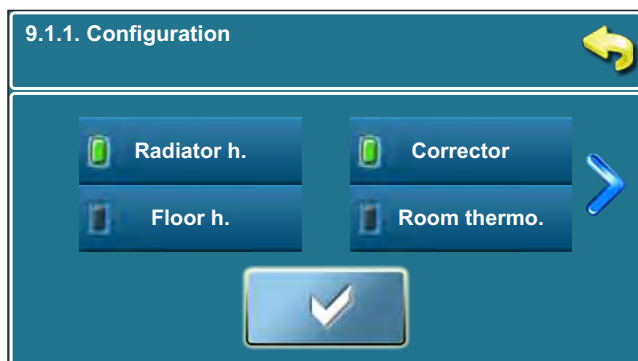 9.1.1. Configuration
Radiator h.
Corrector
Floor h.
Room thermo.